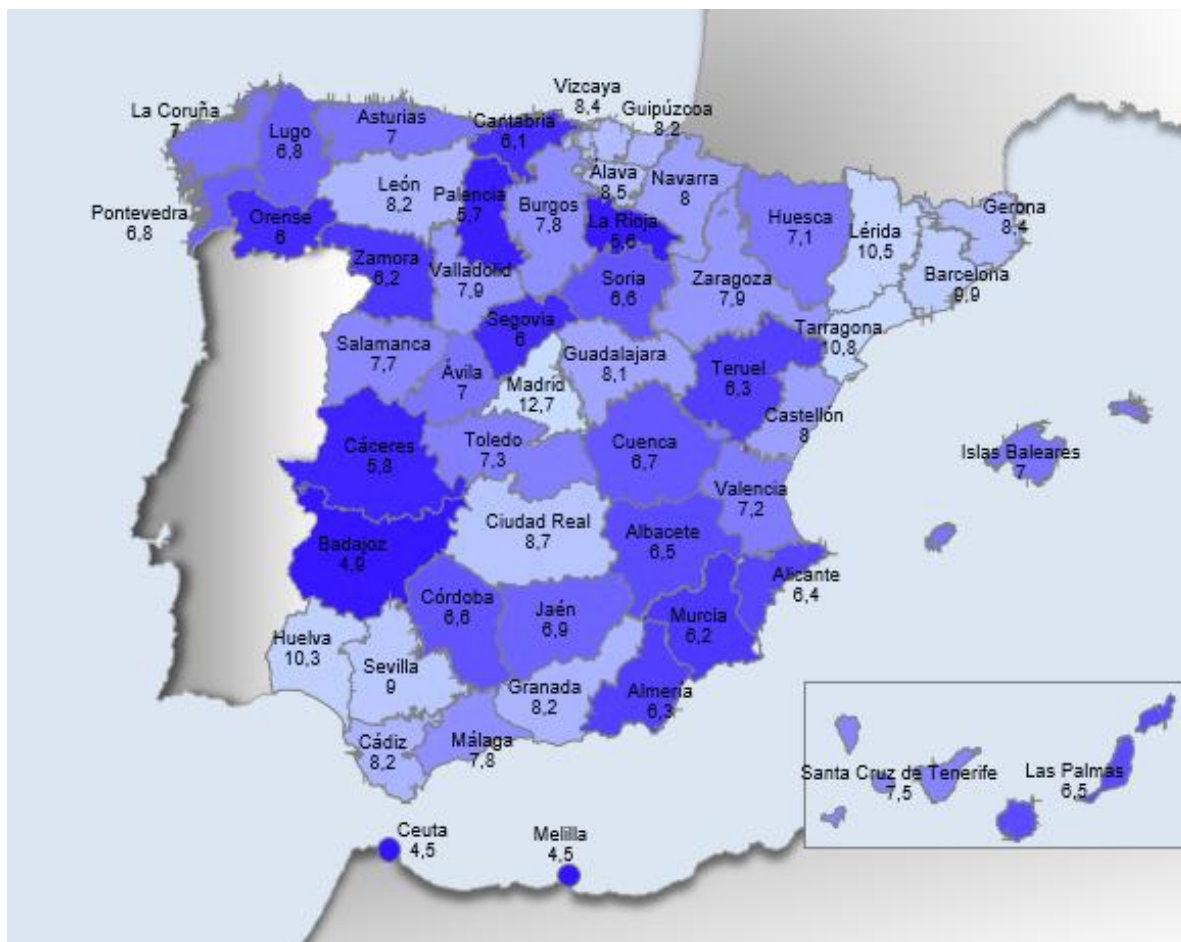 Vizcaya
8,4
Guipúzcoa
8,2
La Coruña
7
Asturias
7
Cantabria
6,1
Lugo
6,8
Álava
8,5
Navarra
8
León
8,2
Palencia
5,7
Burgos
7,8
La Rioja
5,6
Huesca
7,1
Lérida
10,5
Gerona
8,4
Pontevedra
6,8
Orense
6
Zamora
6,2
Valladolid
7,9
Soria
6,6
Zaragoza
7,9
Barcelona
9,9
Segovia
6
Tarragona
10,8
Salamanca
7,7
Ávila
7
Madrid
12,7
Guadalajara
8,1
Teruel
6,3
Castellón
8
Cáceres
5,8
Toledo
7,3
Cuenca
6,7
Islas Baleares
7
Valencia
7,2
Ciudad Real
8,7
Albacete
6,5
Badajoz
4,9
Alicante
6,4
Córdoba
6,6
Jaén
6,9
Murcia
6,2
Huelva
10,3
Sevilla
9
Granada
8,2
Almería
6,3
Cádiz
8,2
Málaga
7,8
Santa Cruz de Tenerife
7,5
Las Palmas
6,5
Ceuta
4,5
Melilla
4,5